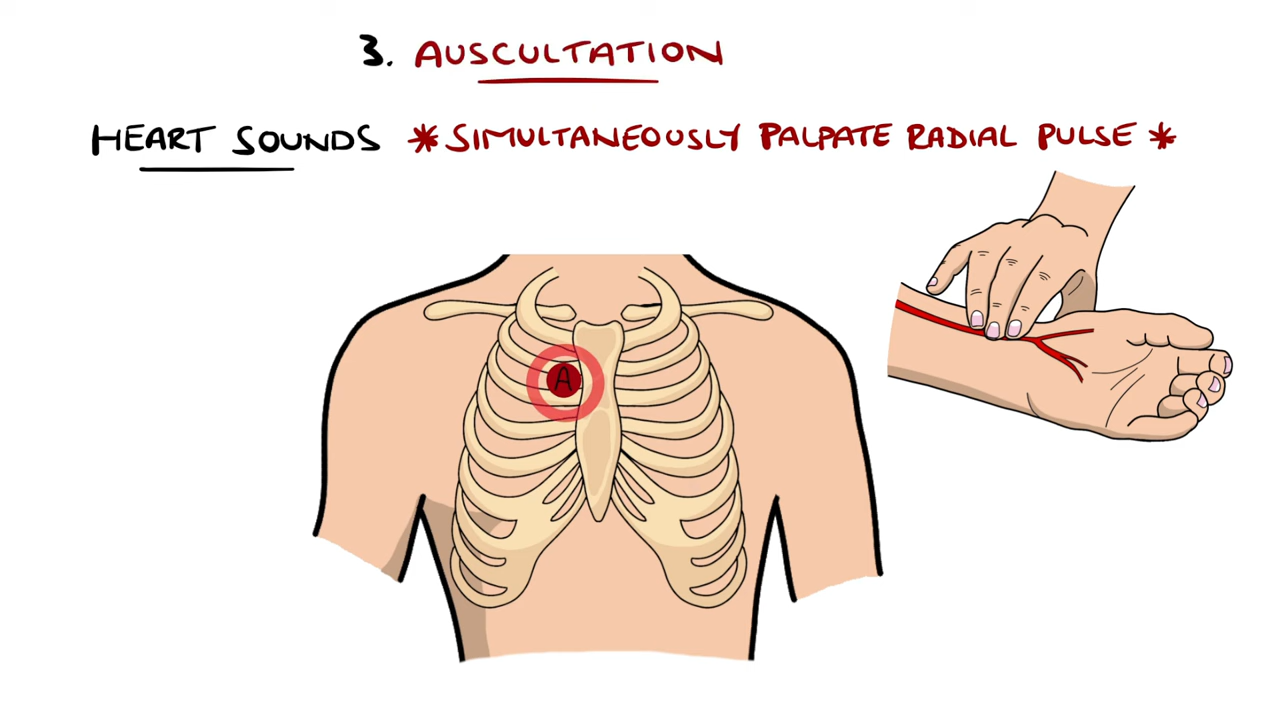 3. AUSCULTATION
HEART SOUNDS *SIMULTANEOUSLY PALPATE RADIAL PULSE *
A